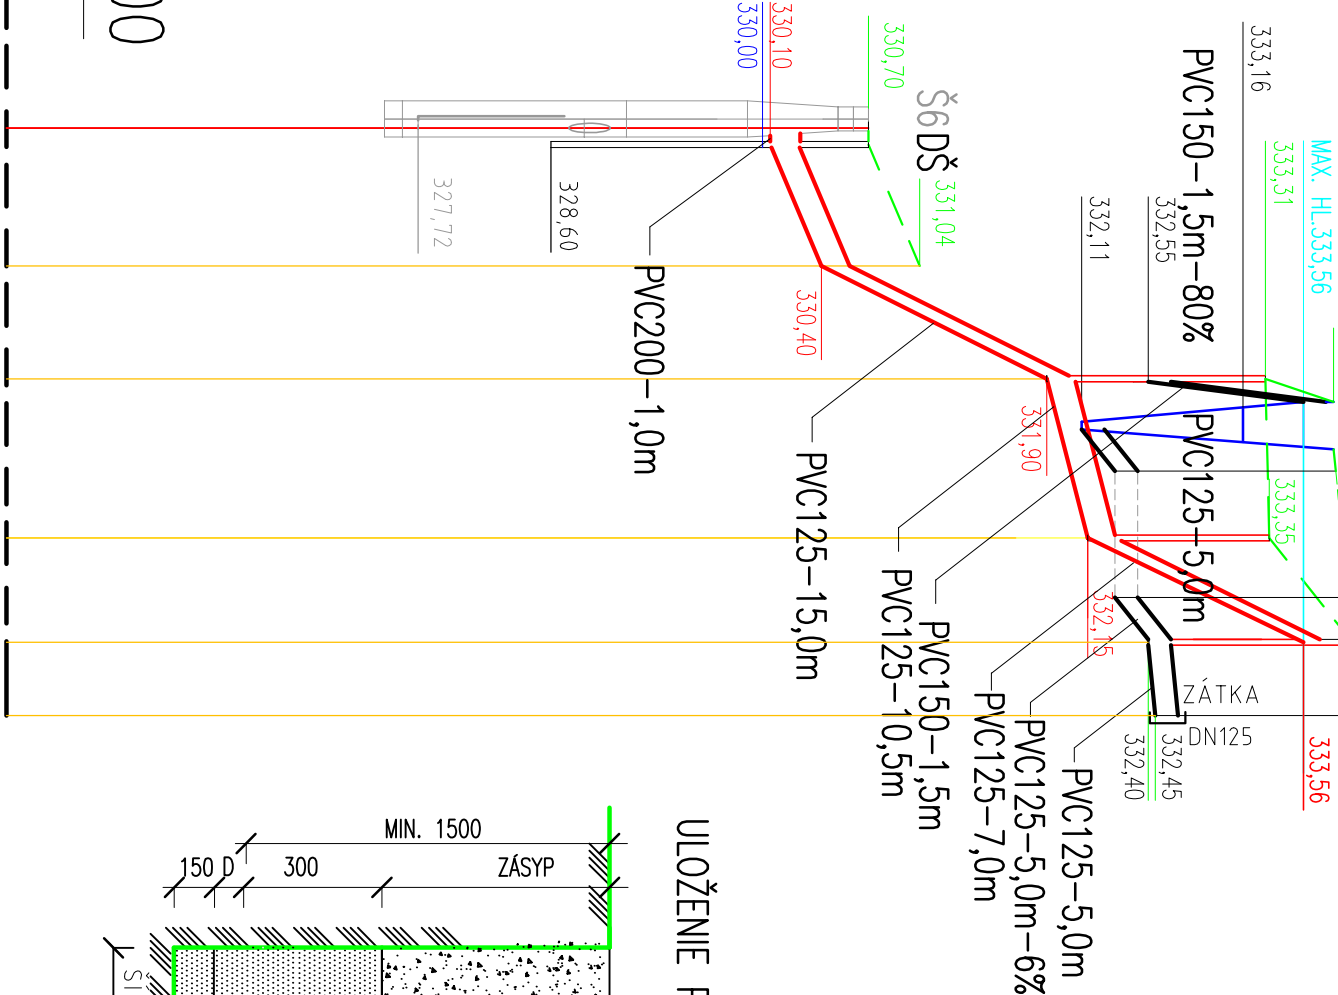 00
330,00
330,10
330,70
Š6 DŠ
331,04
333,16
PVC150-1,5m-80%
333,31
MAX. HL.333,56
332,11
332,55
327,72
328,60
PVC200-1,0m
330,40
331,90
PVC125-5,0m
333,35
PVC125-15,0m
PVC125-10,5m
PVC150-1,5m
332,15
PVC125-7,0m
PVC125-5,0m-6%
PVC125-5,0m
ZÁTKA
DN125
332,40
332,45
333,56
MIN. 1500
150 D
300
ZÁSYP
ULOŽENIE